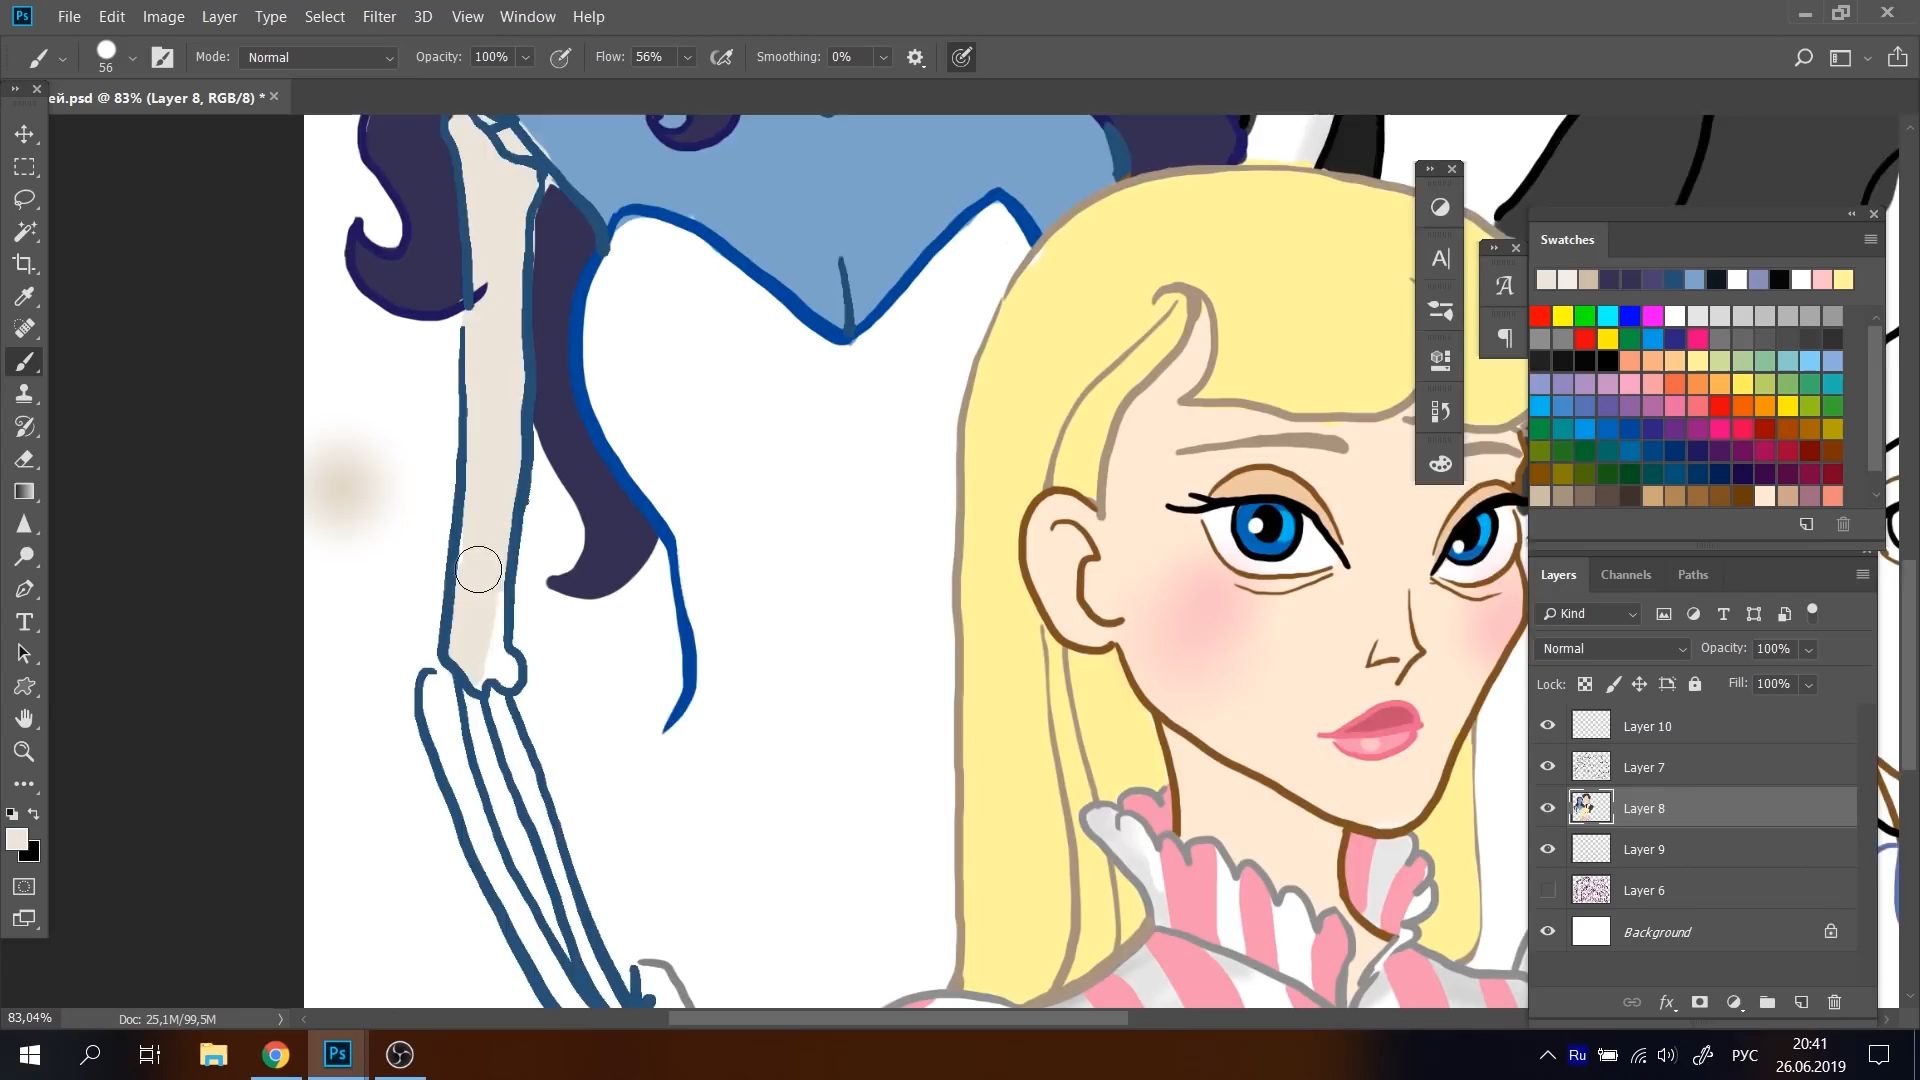 Ps File Edit Image Layer Type Select Filter 3D View Window Help
56 Mode: Normal Opacity: 100% Flow: 56% Smoothing: 0%
ей.psd @ 83% (Layer 8, RGB/8) *
Swatches
Layers Channels Paths
Kind
Normal Opacity: 100%
Lock: Fill: 100%
Layer 10
Layer 7
Layer 8
Layer 9
Layer 6
Background
83,04% Doc: 25,1M/99,5M
Ps Ru РУС 20:41
26.06.2019